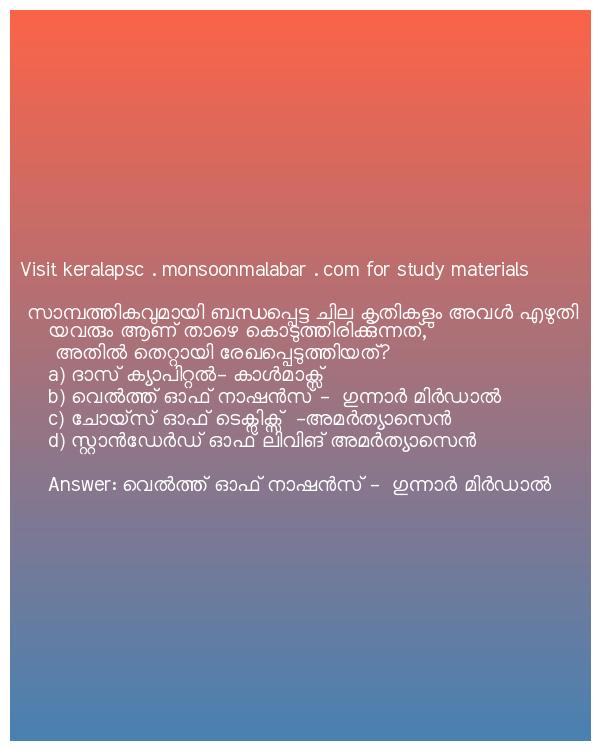 Visit keralapsc . monsoonmalabar . com for study materials
സാമ്പത്തികവുമായി ബന്ധപ്പെട്ട ചില കൃതികളും അവൾ എഴുതി
യവരും ആണ് താഴെ കൊടുത്തിരിക്കുന്നത്,
അതിൽ തെറ്റായി രേഖപ്പെടുത്തിയത്?
a) ദാസ് ക്യാപിറ്റൽ- കാൾമാക്സ്
b) വെൽത്ത് ഓഫ് നാഷൻസ് - ഗുന്നാർ മിർഡാൽ
c) ചോയ്സ് ഓഫ് ടെക്നിക്സ് -അമർത്യാസെൻ
d) സ്റ്റാൻഡേർഡ് ഓഫ് ലിവിങ് അമർത്യാസെൻ
Answer: വെൽത്ത് ഓഫ് നാഷൻസ് - ഗുന്നാർ മിർഡാൽ